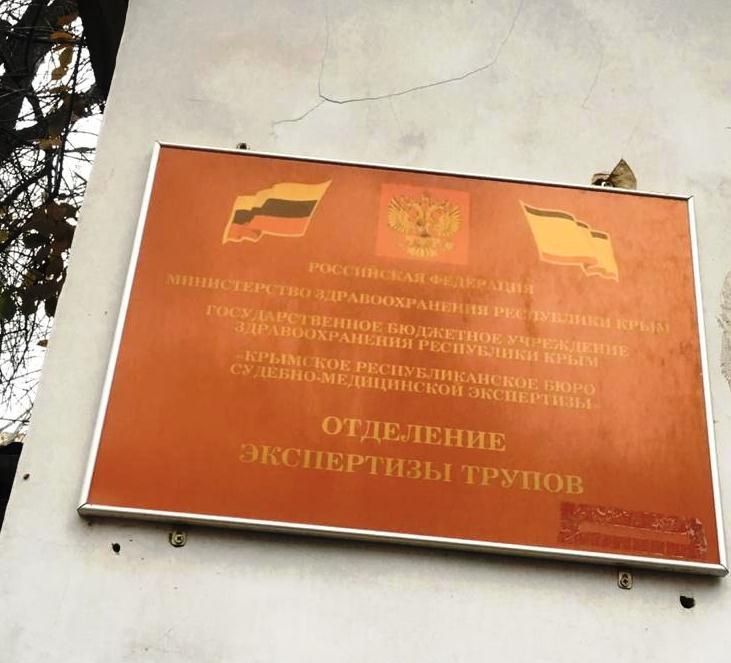 РОССИЙСКАЯ ФЕДЕРАЦИЯ
МИНИСТЕРСТВО ЗДРАВООХРАНЕНИЯ РЕСПУБЛИКИ КРЫМ
ГОСУДАРСТВЕННОЕ БЮДЖЕТНОЕ УЧРЕЖДЕНИЕ
ЗДРАВООХРАНЕНИЯ РЕСПУБЛИКИ КРЫМ
«КРЫМСКОЕ РЕСПУБЛИКАНСКОЕ БЮРО
СУДЕБНО-МЕДИЦИНСКОЙ ЭКСПЕРТИЗЫ»
ОТДЕЛЕНИЕ
ЭКСПЕРТИЗЫ ТРУПОВ